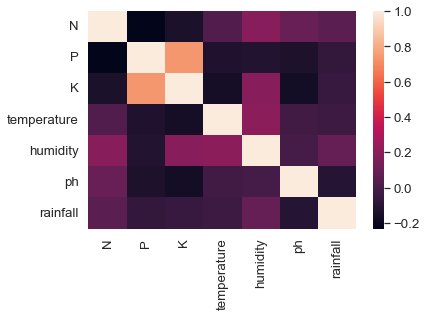 N
P
K
temperature
humidity
ph
rainfall
N
P
K
temperature
humidity
ph
rainfall
1.0
0.8
0.6
0.4
0.2
0.0
−0.2